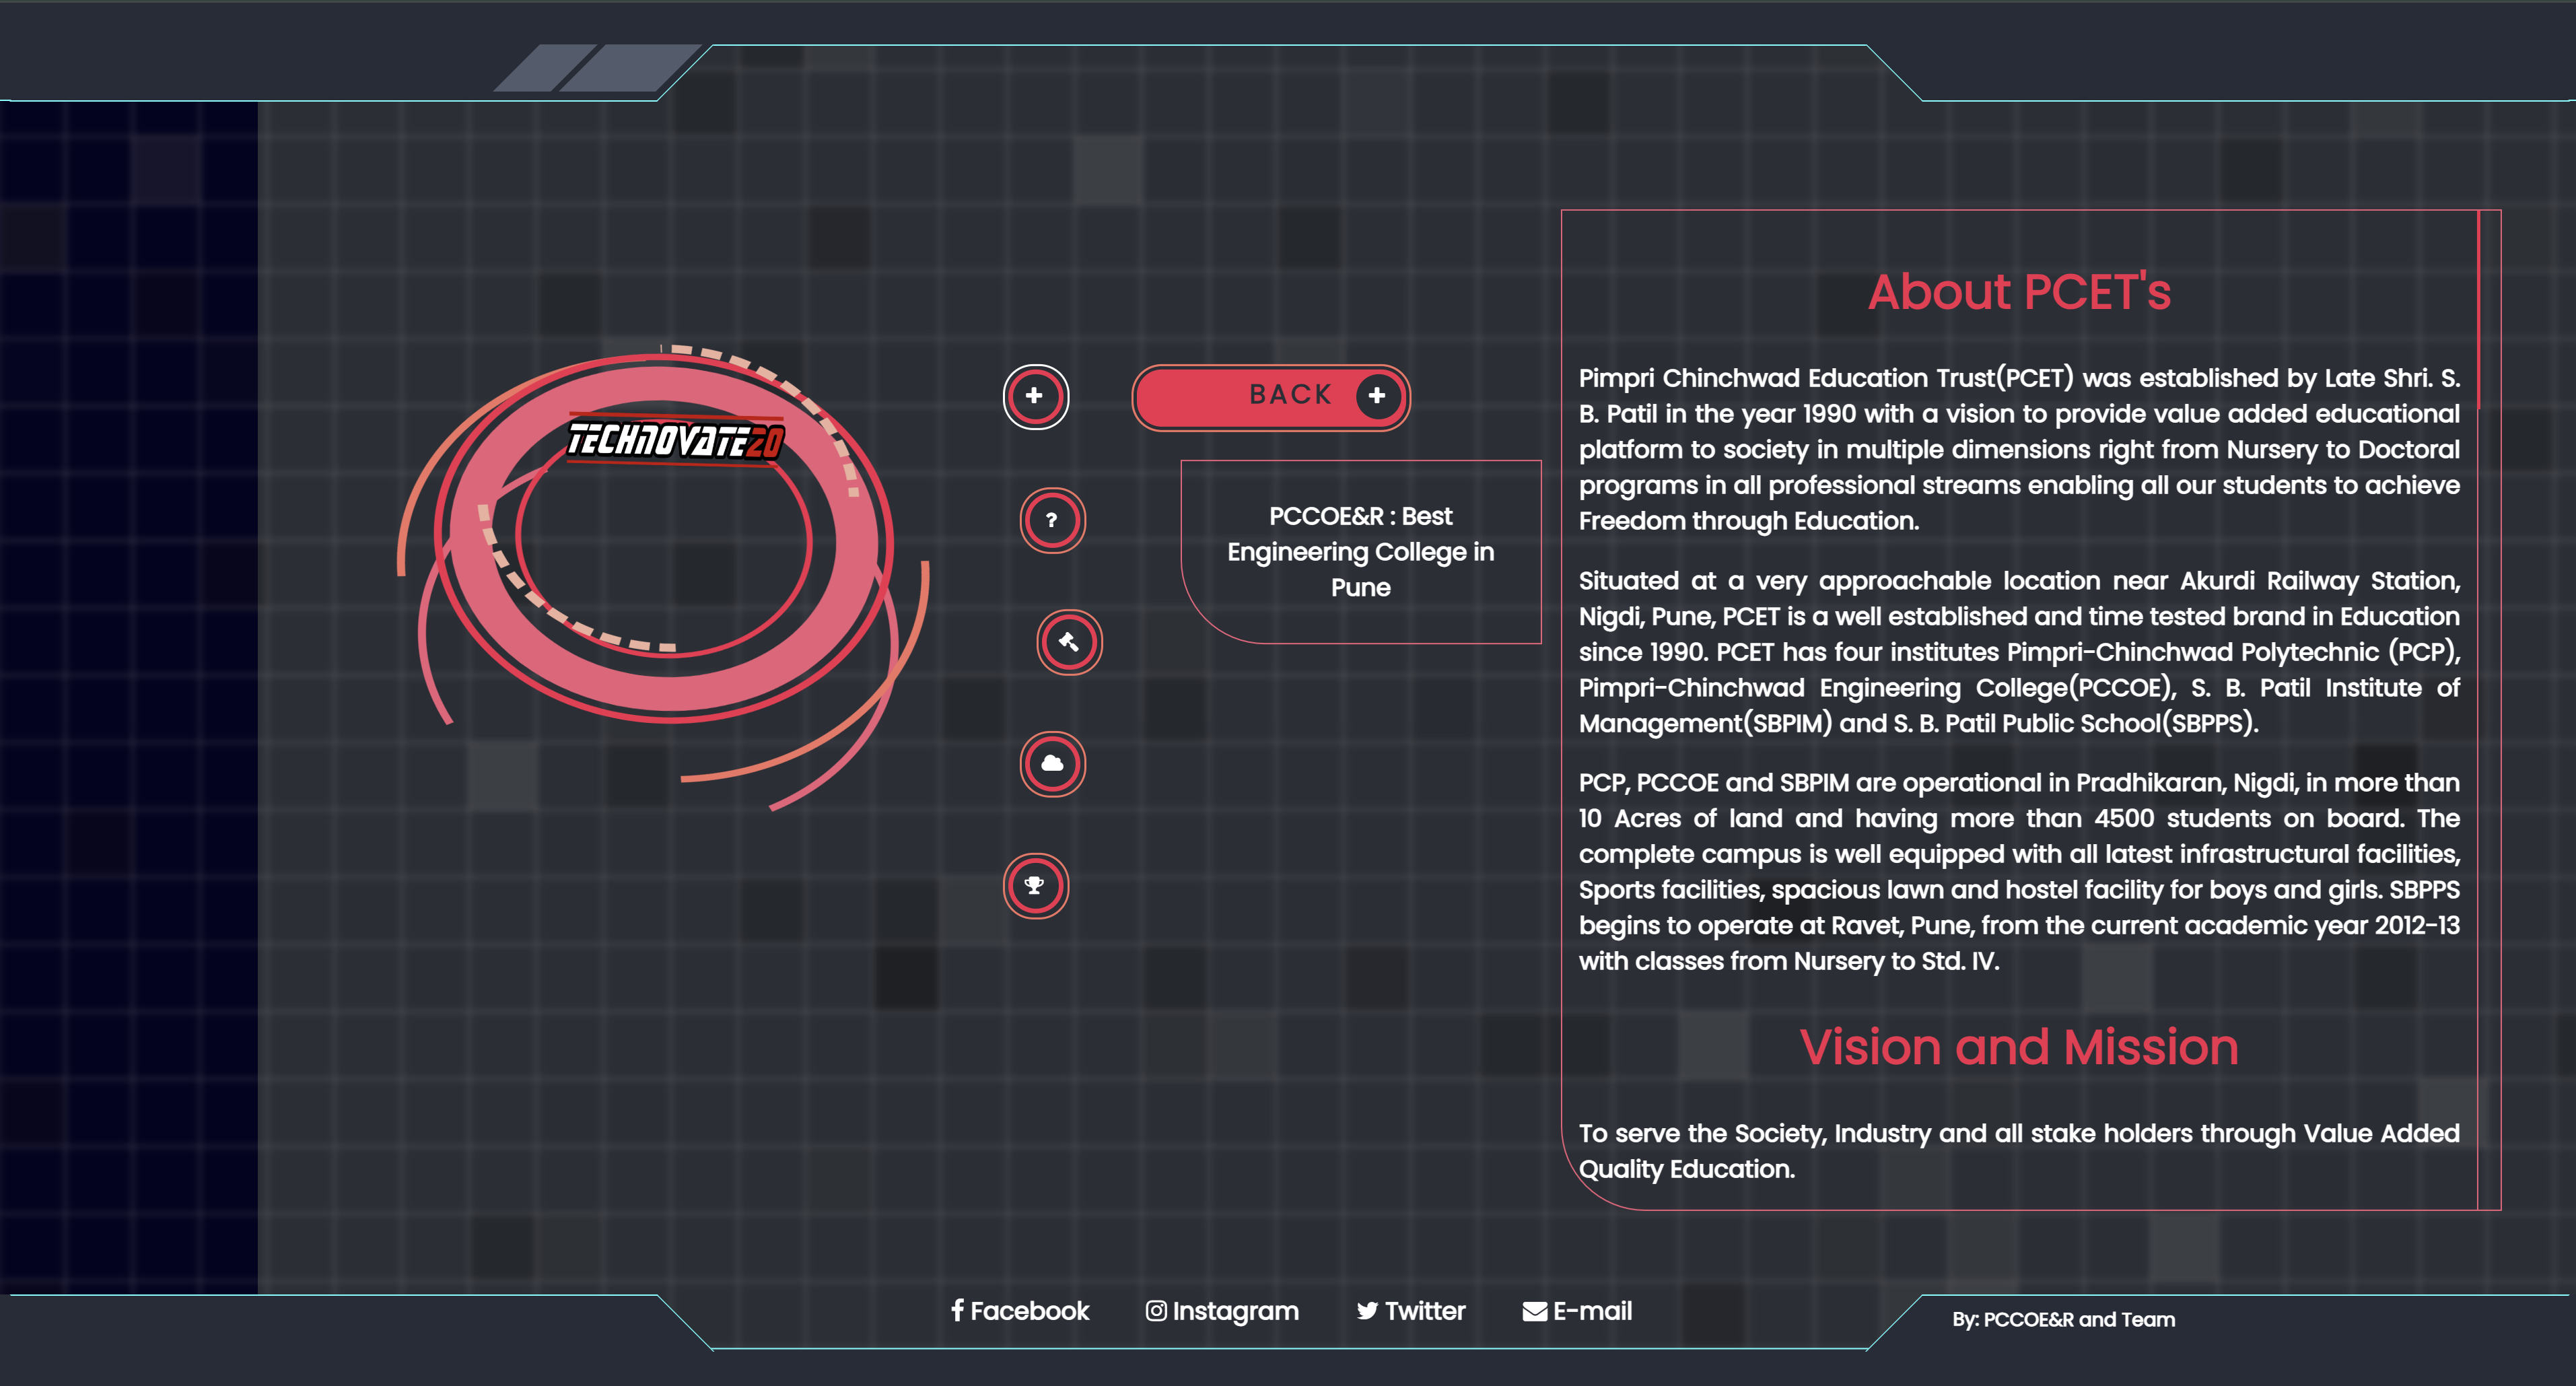 TECHNOVATE20
BACK
PCCOE&R : Best
Engineering College in
Pune
About PCET's
Pimpri Chinchwad Education Trust(PCET) was established by Late Shri. S.
B. Patil in the year 1990 with a vision to provide value added educational
platform to society in multiple dimensions right from Nursery to Doctoral
programs in all professional streams enabling all our students to achieve
Freedom through Education.
Situated at a very approachable location near Akurdi Railway Station,
Nigdi, Pune, PCET is a well established and time tested brand in Education
since 1990. PCET has four institutes Pimpri-Chinchwad Polytechnic (PCP),
Pimpri-Chinchwad Engineering College(PCCOE), S. B. Patil Institute of
Management(SBPIM) and S. B. Patil Public School(SBPPS).
PCP, PCCOE and SBPIM are operational in Pradhikaran, Nigdi, in more than
10 Acres of land and having more than 4500 students on board. The
complete campus is well equipped with all latest infrastructural facilities,
Sports facilities, spacious lawn and hostel facility for boys and girls. SBPPS
begins to operate at Ravet, Pune, from the current academic year 2012-13
with classes from Nursery to Std. IV.
Vision and Mission
To serve the Society, Industry and all stake holders through Value Added
Quality Education.
Facebook Instagram Twitter E-mail
By: PCCOE&R and Team